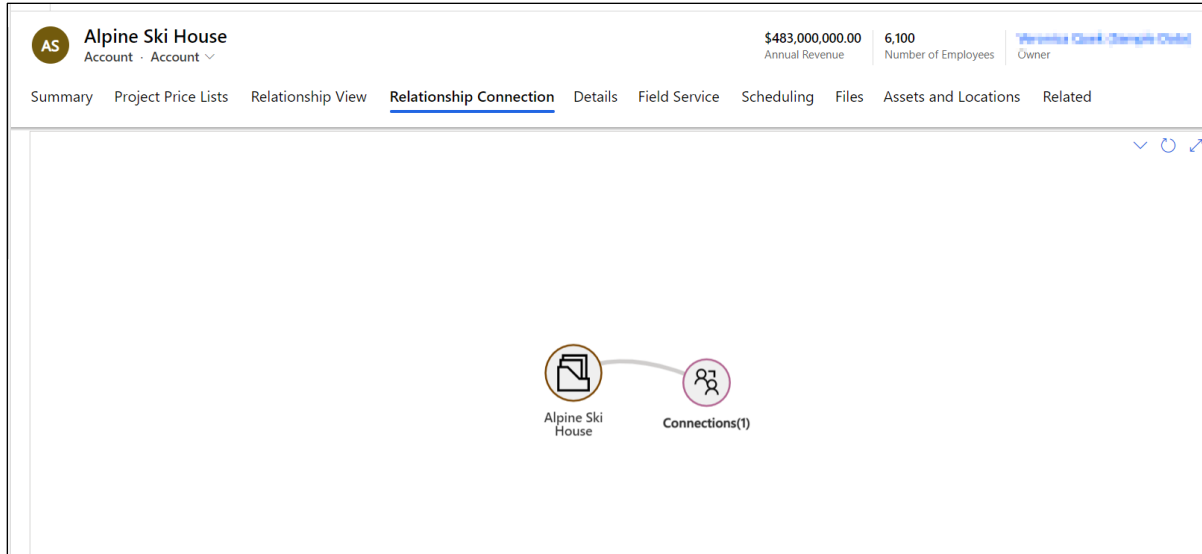 AS
Alpine Ski House
Account · Account
$483,000,000.00
Annual Revenue
6,100
Number of Employees
Owner
Summary Project Price Lists Relationship View Relationship Connection Details Field Service Scheduling Files Assets and Locations Related
Alpine Ski
House
Connections(1)